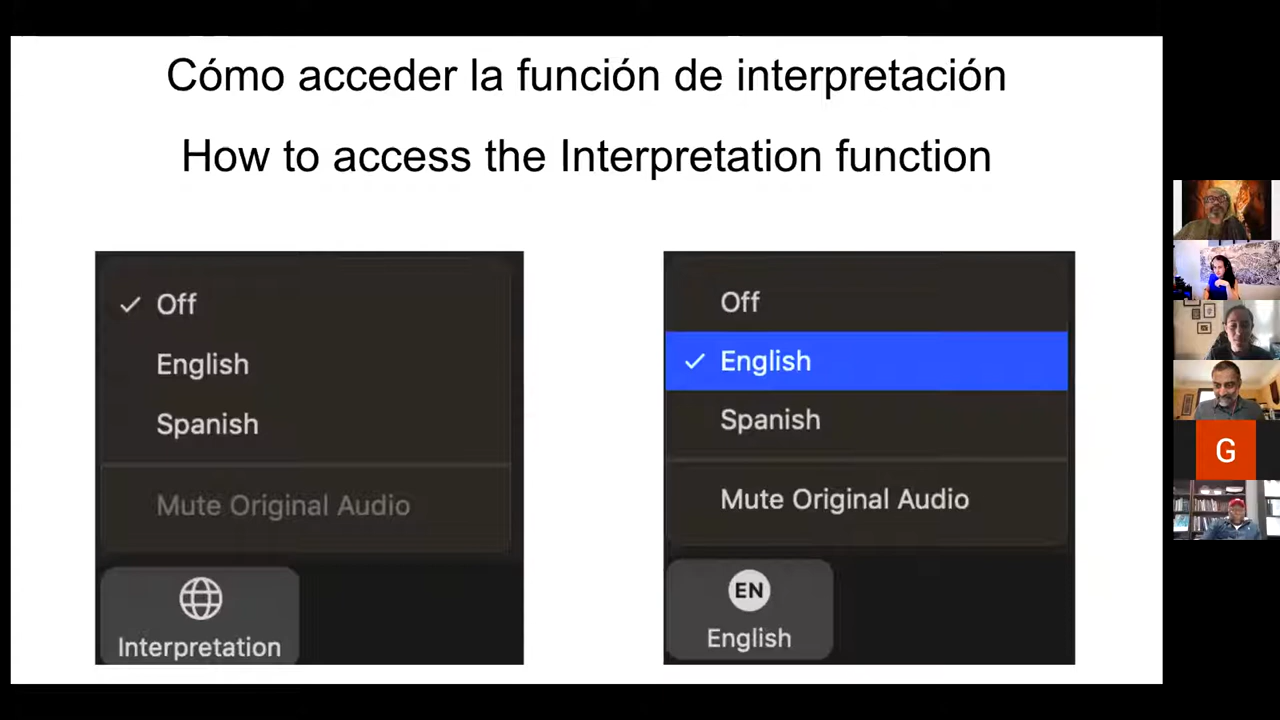 Cómo acceder la función de interpretación
How to access the Interpretation function
Off
English
Spanish
Mute Original Audio
Interpretation
Off
English
Spanish
Mute Original Audio
EN
English
G